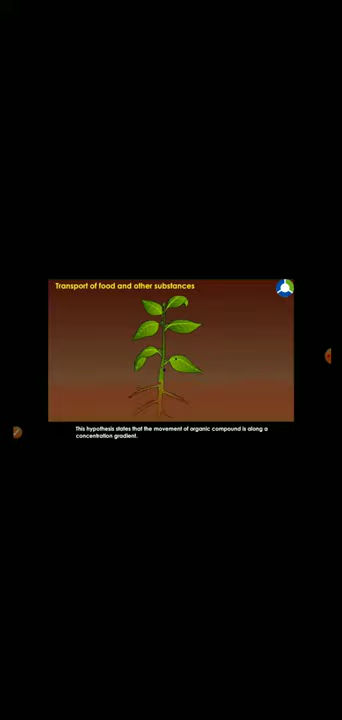 Transport of food and other substances
This hypothesis states that the movement of organic compound is along a
concentration gradient.